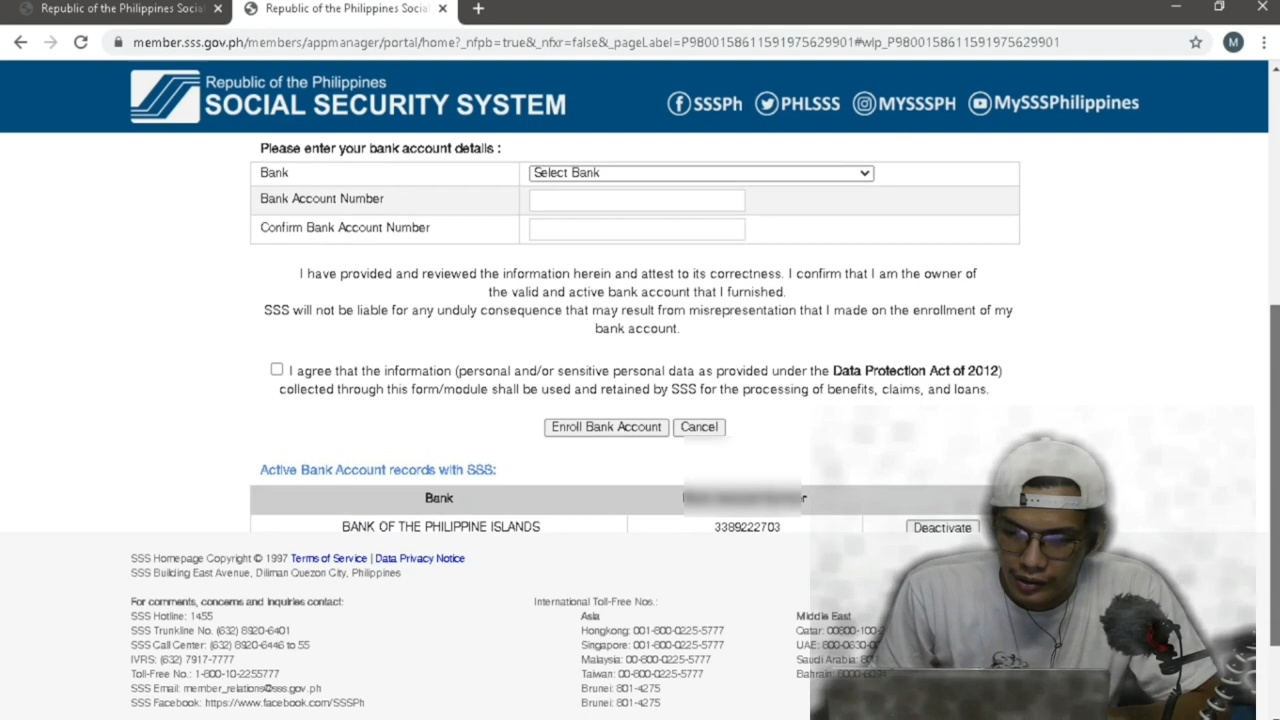 Republic of the Philippines Social
Republic of the Philippines Social
member.sss.gov.ph/members/appmanager/portal/home?_nfpb=true&_nfxr=false&_pageLabel=P9800158611591975629901#wlp_P9800158611591975629901
M
Republic of the Philippines
SOCIAL SECURITY SYSTEM
SSSPh
PHLSSS
MYSSSPH
MySSSPhilippines
Please enter your bank account details :
Bank
Select Bank
Bank Account Number
Confirm Bank Account Number
I have provided and reviewed the information herein and attest to its correctness. I confirm that I am the owner of
the valid and active bank account that I furnished.
SSS will not be liable for any unduly consequence that may result from misrepresentation that I made on the enrollment of my
bank account.
I agree that the information (personal and/or sensitive personal data as provided under the Data Protection Act of 2012)
collected through this form/module shall be used and retained by SSS for the processing of benefits, claims, and loans.
Enroll Bank Account
Cancel
Active Bank Account records with SSS:
Bank
BANK OF THE PHILIPPINE ISLANDS
3389222703
Deactivate
SSS Homepage Copyright © 1997 Terms of Service | Data Privacy Notice
SSS Building East Avenue, Diliman Quezon City, Philippines
For comments, concerns and inquiries contact:
SSS Hotline: 1455
SSS Trunkline No. (632) 8920-6401
SSS Call Center: (632) 8920-6446 to 55
IVRS: (632) 7917-7777
Toll-Free No.: 1-800-10-2255777
SSS Email: member_relations@sss.gov.ph
SSS Facebook: https://www.facebook.com/SSSPh
International Toll-Free Nos.:
Asia
Hongkong: 001-800-0225-5777
Singapore: 001-800-0225-5777
Malaysia: 00-800-0225-5777
Taiwan: 00-800-0225-5777
Brunei: 801-4275
Brunei: 801-4275
Middle East
Qatar: 00800-100-
UAE: 800-0630-
Saudi Arabia:
Bahrain: